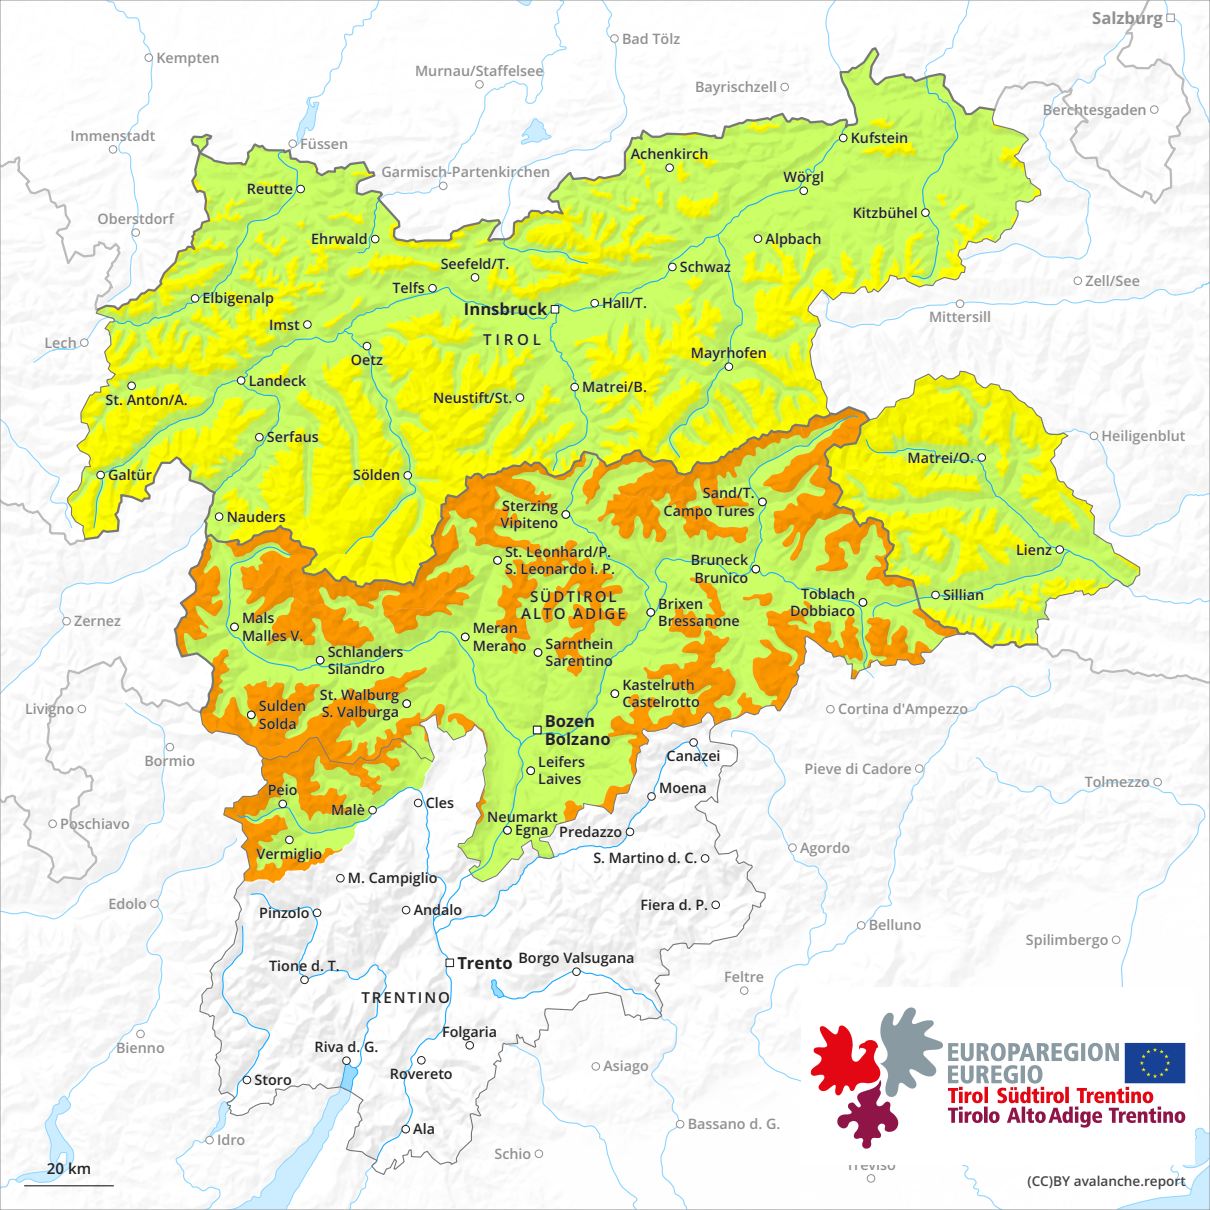 Salzburg
Bad Tölz
Kempten
Murnau/Staffelsee
Bayrischzell
Berchtesgaden
Immenstadt
Füssen
Kufstein
Achenkirch
Garmisch-Partenkirchen
Wörgl
Reutte
Kitzbühel
Oberstdorf
Ehrwald
Alpbach
Seefeld/T.
Schwaz
Zell/See
Telfs
Elbigenalp
Hall/T.
Innsbruck
Mittersill
Imst
TIROL
Lech
Oetz
Mayrhofen
Landeck
Matrei/B.
St. Anton/A.
Neustift/St.
Serfaus
Heiligenblut
Matrei/O.
Galtür
Sölden
Sand/T.
Campo Tures
Sterzing
Vipiteno
Nauders
Lienz
St. Leonhard/P.
S. Leonardo i. P.
Bruneck
Brunico
SÜDTIROL
ALTO ADIGE
Toblach
Dobbiaco
Sillian
Brixen
Bressanone
Zernez
Mals
Malles V.
Meran
Merano
Sarnthein
Sarentino
Schlanders
Silandro
Kastelruth
Castelrotto
St. Walburg
S. Valburga
Sulden
Solda
Livigno
Cortina d'Ampezzo
Bozen
Bolzano
Bormio
Canazei
Leifers
Laives
Pieve di Cadore
Tolmezzo
Peio
Moena
Malè
Cles
Neumarkt
Egna
Poschiavo
Predazzo
Agordo
Vermiglio
S. Martino d. C.
M. Campiglio
Edolo
Pinzolo
Andalo
Fiera d. P.
Belluno
Spilimbergo
Trento
Borgo Valsugana
Tione d. T.
Feltre
TRENTINO
Folgaria
Bienno
Riva d. G.
Rovereto
Asiago
Storo
EUROPAREGION
EUREGIO
Tirol Südtirol Trentino
Tirolo Alto Adige Trentino
Ala
Bassano d. G.
Idro
Schio
Treviso
20 km
(CC)BY avalanche.report